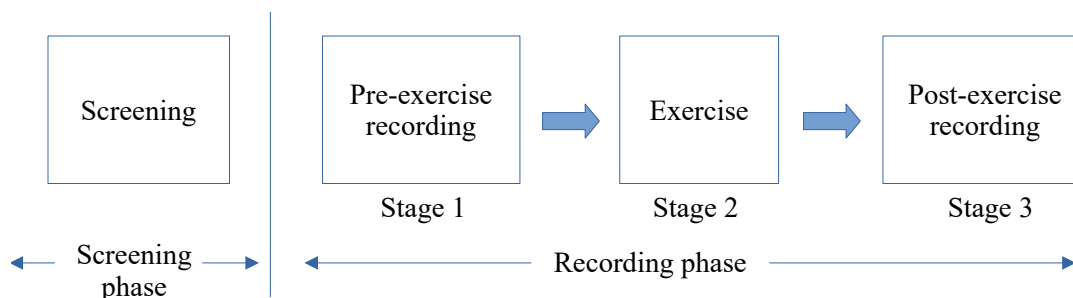 Screening
Pre-exercise
recording
Exercise
Post-exercise
recording
Stage 1
Stage 2
Stage 3
Screening
phase
Recording phase